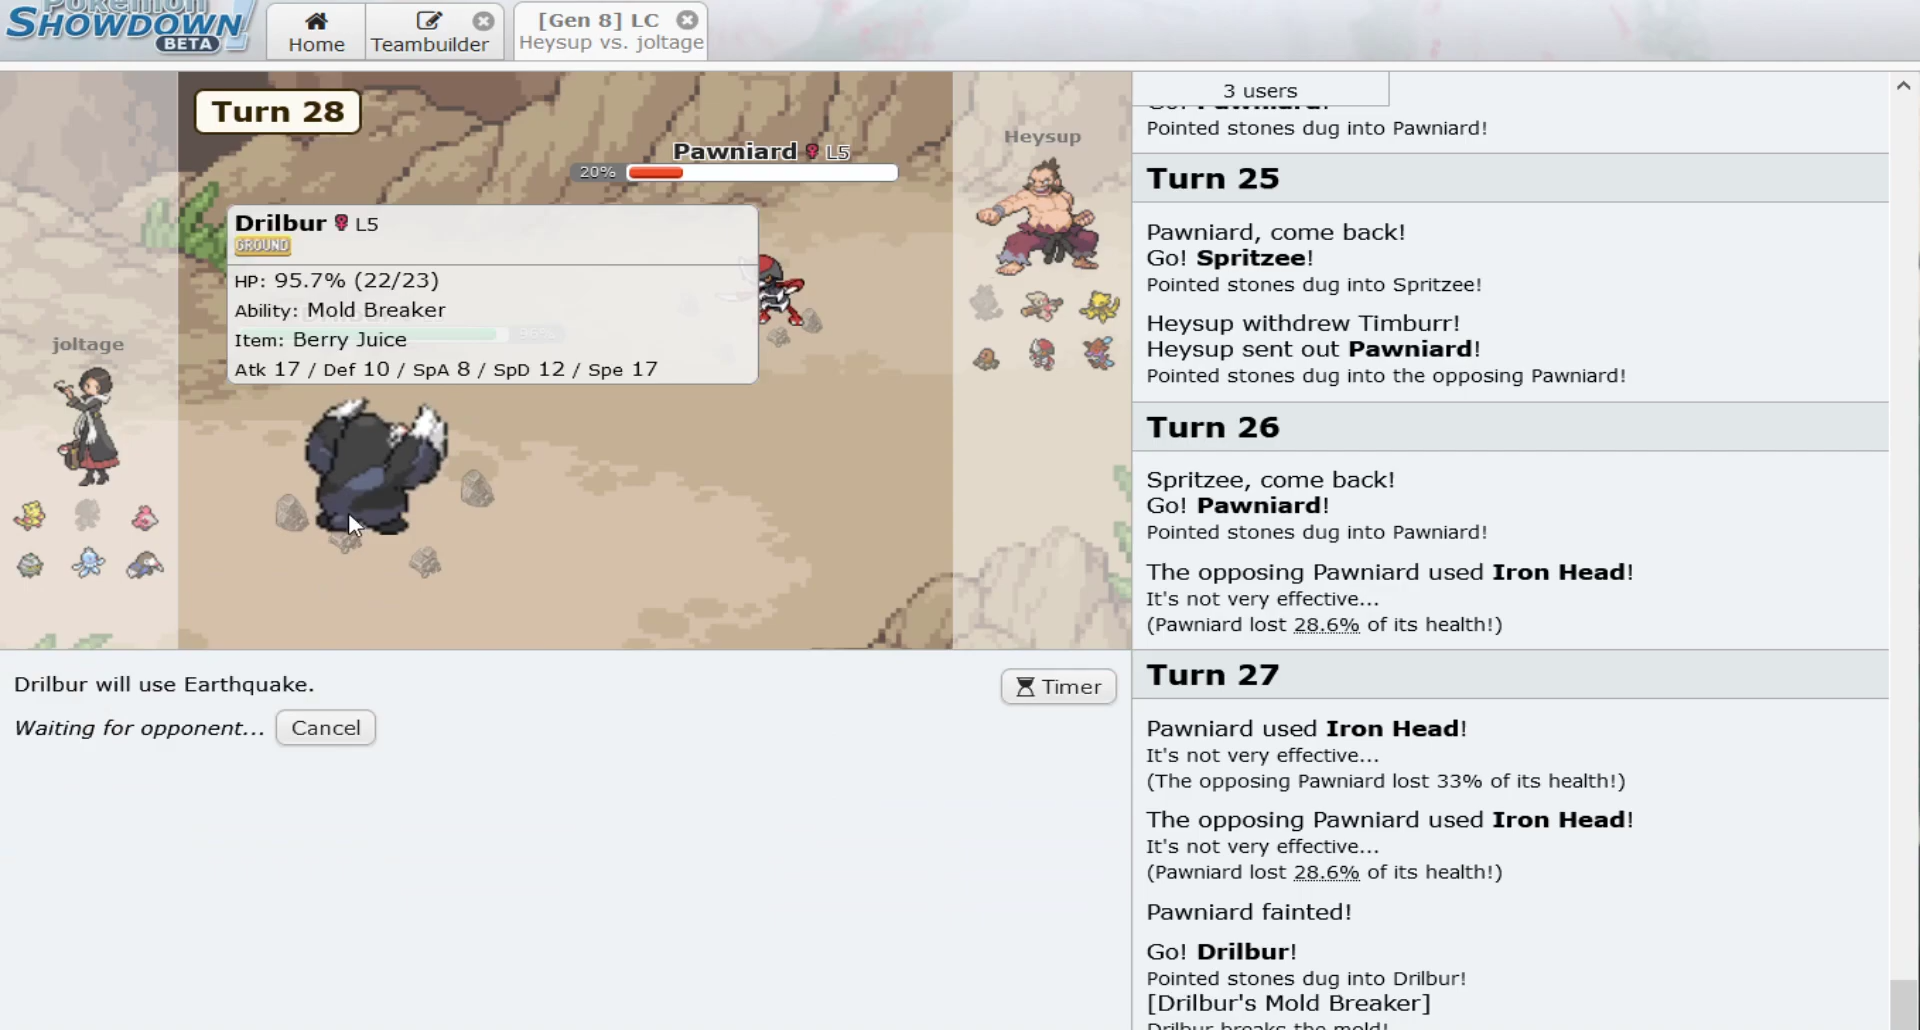 Pokémon
SHOWDOWN
BETA
Home
Teambuilder
[Gen 8] LC
Heysup vs. joltage
Turn 28
Pawniard L5
20%
Drilbur L5
GROUND
HP: 95.7% (22/23)
Ability: Mold Breaker
Item: Berry Juice
Atk 17 / Def 10 / SpA 8 / SpD 12 / Spe 17
96%
joltage
Heysup
Drilbur will use Earthquake.
Waiting for opponent...
Cancel
Timer
3 users
Go! Pawniard!
Pointed stones dug into Pawniard!
Turn 25
Pawniard, come back!
Go! Spritzee!
Pointed stones dug into Spritzee!
Heysup withdrew Timburr!
Heysup sent out Pawniard!
Pointed stones dug into the opposing Pawniard!
Turn 26
Spritzee, come back!
Go! Pawniard!
Pointed stones dug into Pawniard!
The opposing Pawniard used Iron Head!
It's not very effective...
(Pawniard lost 28.6% of its health!)
Turn 27
Pawniard used Iron Head!
It's not very effective...
(The opposing Pawniard lost 33% of its health!)
The opposing Pawniard used Iron Head!
It's not very effective...
(Pawniard lost 28.6% of its health!)
Pawniard fainted!
Go! Drilbur!
Pointed stones dug into Drilbur!
[Drilbur's Mold Breaker]
Drilbur breaks the mold!